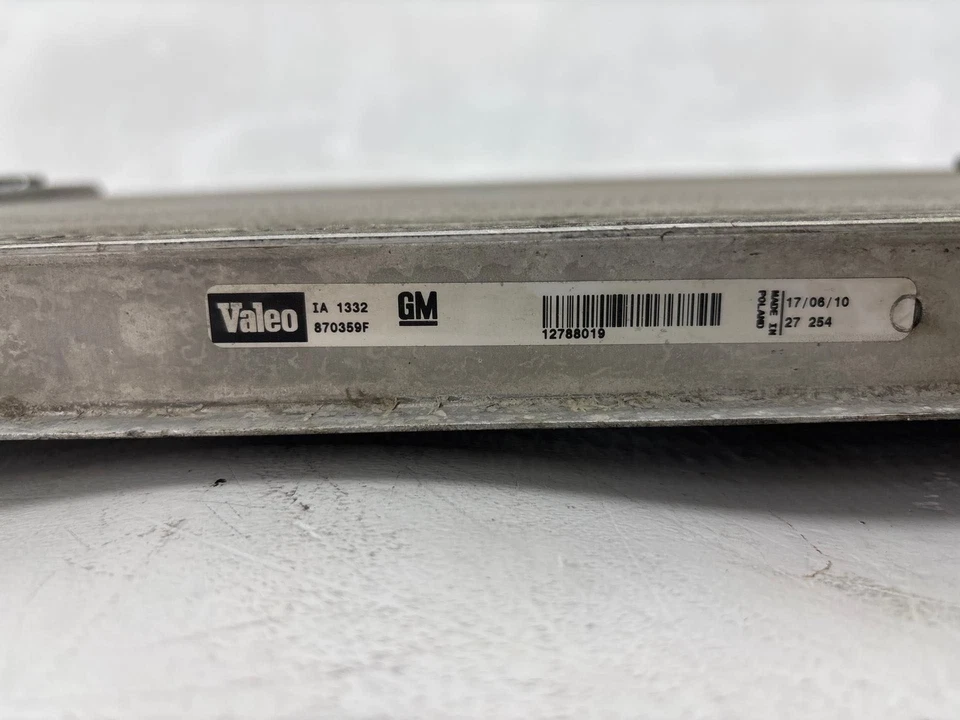 Valeo
IA 1332
870359F
GM
12788019
MADE IN
POLAND
17/06/10
27 254